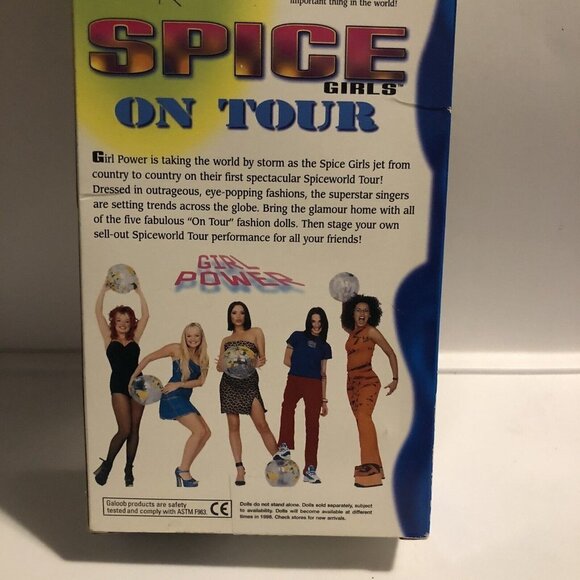 important thing in the world!
SPICE
GIRLS™
ON TOUR
Girl Power is taking the world by storm as the Spice Girls jet from
country to country on their first spectacular Spiceworld Tour!
Dressed in outrageous, eye-popping fashions, the superstar singers
are setting trends across the globe. Bring the glamour home with all
of the five fabulous "On Tour" fashion dolls. Then stage your own
sell-out Spiceworld Tour performance for all your friends!
GIRL
POWER
Galoob products are safety
tested and comply with ASTM F963. CE
Dolls do not stand alone. Dolls sold separately, subject
to availability. Dolls will become available at different
times in 1998. Check stores for new arrivals.